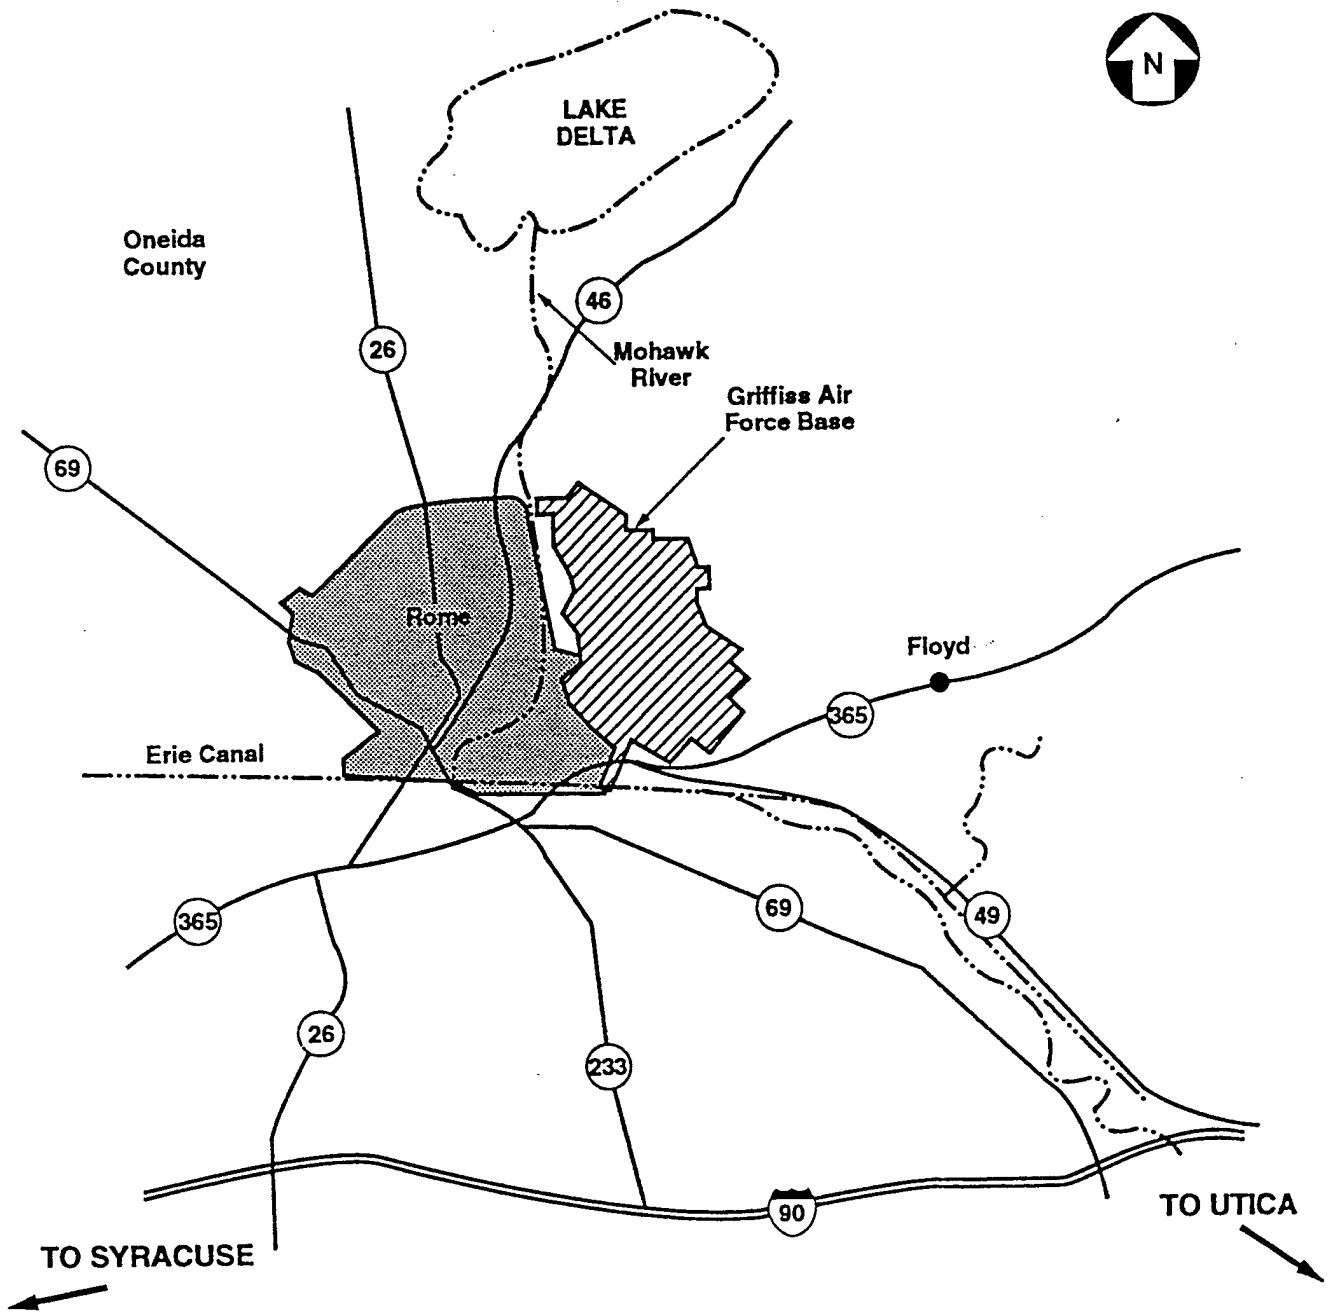 N
LAKE
DELTA
Oneida
County
46
26
Mohawk
River
Griffiss Air
Force Base
69
Rome
Floyd
365
Erie Canal
69
49
365
26
233
90
TO UTICA
TO SYRACUSE